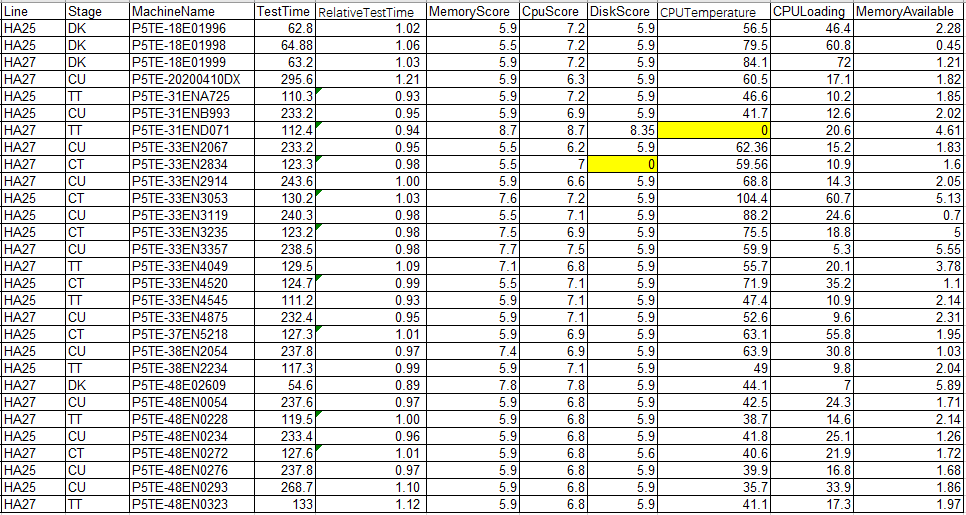 Line Stage MachineName TestTime RelativeTestTime MemoryScore CpuScore DiskScore CPUTemperature CPULoading MemoryAvailable
HA25 DK P5TE-18E01996 62.8 1.02 5.9 7.2 5.9 56.5 46.4 2.28
HA25 DK P5TE-18E01998 64.88 1.06 5.5 7.2 5.9 79.5 60.8 0.45
HA27 DK P5TE-18E01999 63.2 1.03 5.9 7.2 5.9 84.1 72 1.21
HA27 CU P5TE-20200410DX 295.6 1.21 5.9 6.3 5.9 60.5 17.1 1.82
HA25 TT P5TE-31ENA725 110.3 0.93 5.9 7.2 5.9 46.6 10.2 1.85
HA25 CU P5TE-31ENB993 233.2 0.95 5.9 6.9 5.9 41.7 12.6 2.02
HA27 TT P5TE-31END071 112.4 0.94 8.7 8.7 8.35 0 20.6 4.61
HA27 CU P5TE-33EN2067 233.2 0.95 5.5 6.2 5.9 62.36 15.2 1.83
HA27 CT P5TE-33EN2834 123.3 0.98 5.5 7 0 59.56 10.9 1.6
HA27 CU P5TE-33EN2914 243.6 1.00 5.9 6.6 5.9 68.8 14.3 2.05
HA25 CT P5TE-33EN3053 130.2 1.03 7.6 7.2 5.9 104.4 60.7 5.13
HA25 CU P5TE-33EN3119 240.3 0.98 5.5 7.1 5.9 88.2 24.6 0.7
HA25 CT P5TE-33EN3235 123.2 0.98 7.5 6.9 5.9 75.5 18.8 5
HA27 CU P5TE-33EN3357 238.5 0.98 7.7 7.5 5.9 59.9 5.3 5.55
HA27 TT P5TE-33EN4049 129.5 1.09 7.1 6.8 5.9 55.7 20.1 3.78
HA25 CT P5TE-33EN4520 124.7 0.99 5.5 7.1 5.9 71.9 35.2 1.1
HA25 TT P5TE-33EN4545 111.2 0.93 5.9 7.1 5.9 47.4 10.9 2.14
HA27 CU P5TE-33EN4875 232.4 0.95 5.9 7.1 5.9 52.6 9.6 2.31
HA25 CT P5TE-37EN5218 127.3 1.01 5.9 6.9 5.9 63.1 55.8 1.95
HA25 CU P5TE-38EN2054 237.8 0.97 7.4 6.9 5.9 63.9 30.8 1.03
HA25 TT P5TE-38EN2234 117.3 0.99 5.9 7.1 5.9 49 9.8 2.04
HA27 DK P5TE-48E02609 54.6 0.89 7.8 7.8 5.9 44.1 7 5.89
HA27 CU P5TE-48EN0054 237.6 0.97 5.9 6.8 5.9 42.5 24.3 1.71
HA27 TT P5TE-48EN0228 119.5 1.00 5.9 6.8 5.9 38.7 14.6 2.14
HA25 CU P5TE-48EN0234 233.4 0.96 5.9 6.8 5.9 41.8 25.1 1.26
HA27 CT P5TE-48EN0272 127.6 1.01 5.9 6.8 5.6 40.6 21.9 1.72
HA25 CU P5TE-48EN0276 237.8 0.97 5.9 6.8 5.9 39.9 16.8 1.68
HA25 CU P5TE-48EN0293 268.7 1.10 5.9 6.8 5.9 35.7 33.9 1.86
HA27 TT P5TE-48EN0323 133 1.12 5.9 6.8 5.9 41.1 17.3 1.97